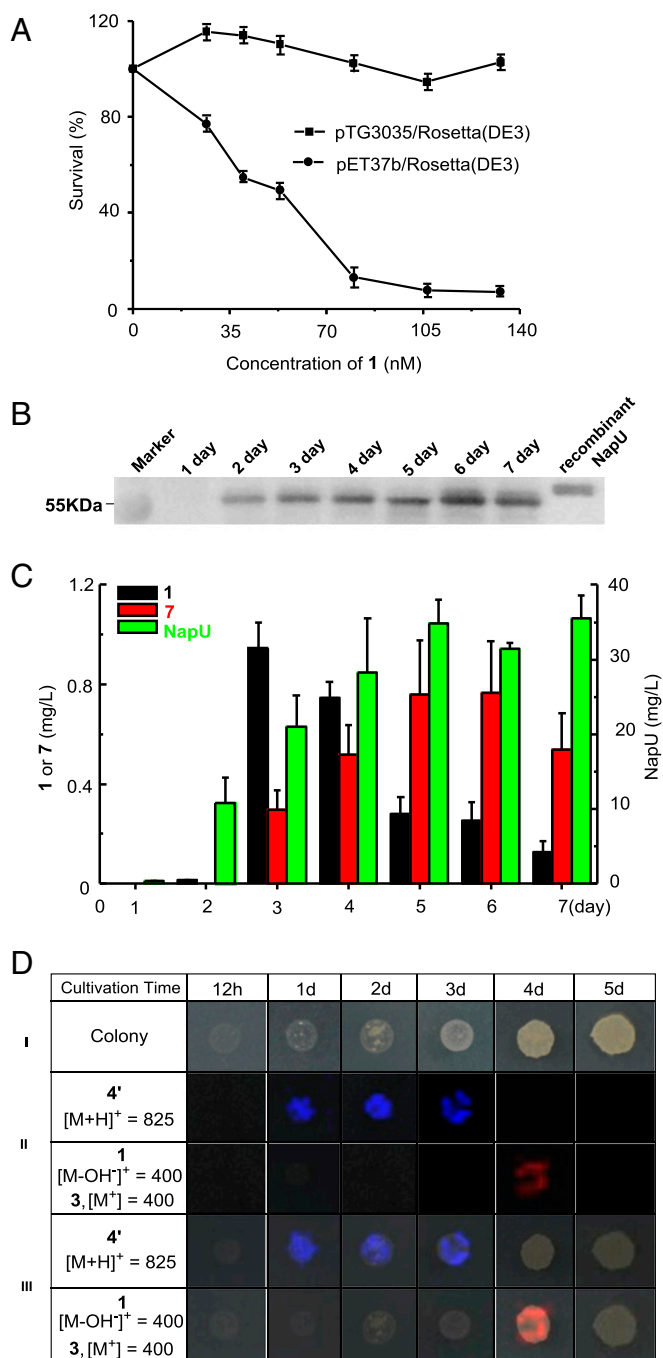 A
120
80
40
0
Survival (%)
pTG3035/Rosetta(DE3)
pET37b/Rosetta(DE3)
0 35 70 105 140
Concentration of 1 (nM)
B
Marker 1 day 2 day 3 day 4 day 5 day 6 day 7 day recombinant NapU
55KDa
C
1
7
NapU
1.2
0.8
0.4
0
1 or 7 (mg/L)
40
30
20
10
0
NapU (mg/L)
0 1 2 3 4 5 6 7(day)
D
Cultivation Time 12h 1d 2d 3d 4d 5d
I
Colony
II
4'
[M+H]⁺ = 825
1
[M-OH⁻]⁺ = 400
3,[M⁺] = 400
III
4'
[M+H]⁺ = 825
1
[M-OH⁻]⁺ = 400
3,[M⁺] = 400